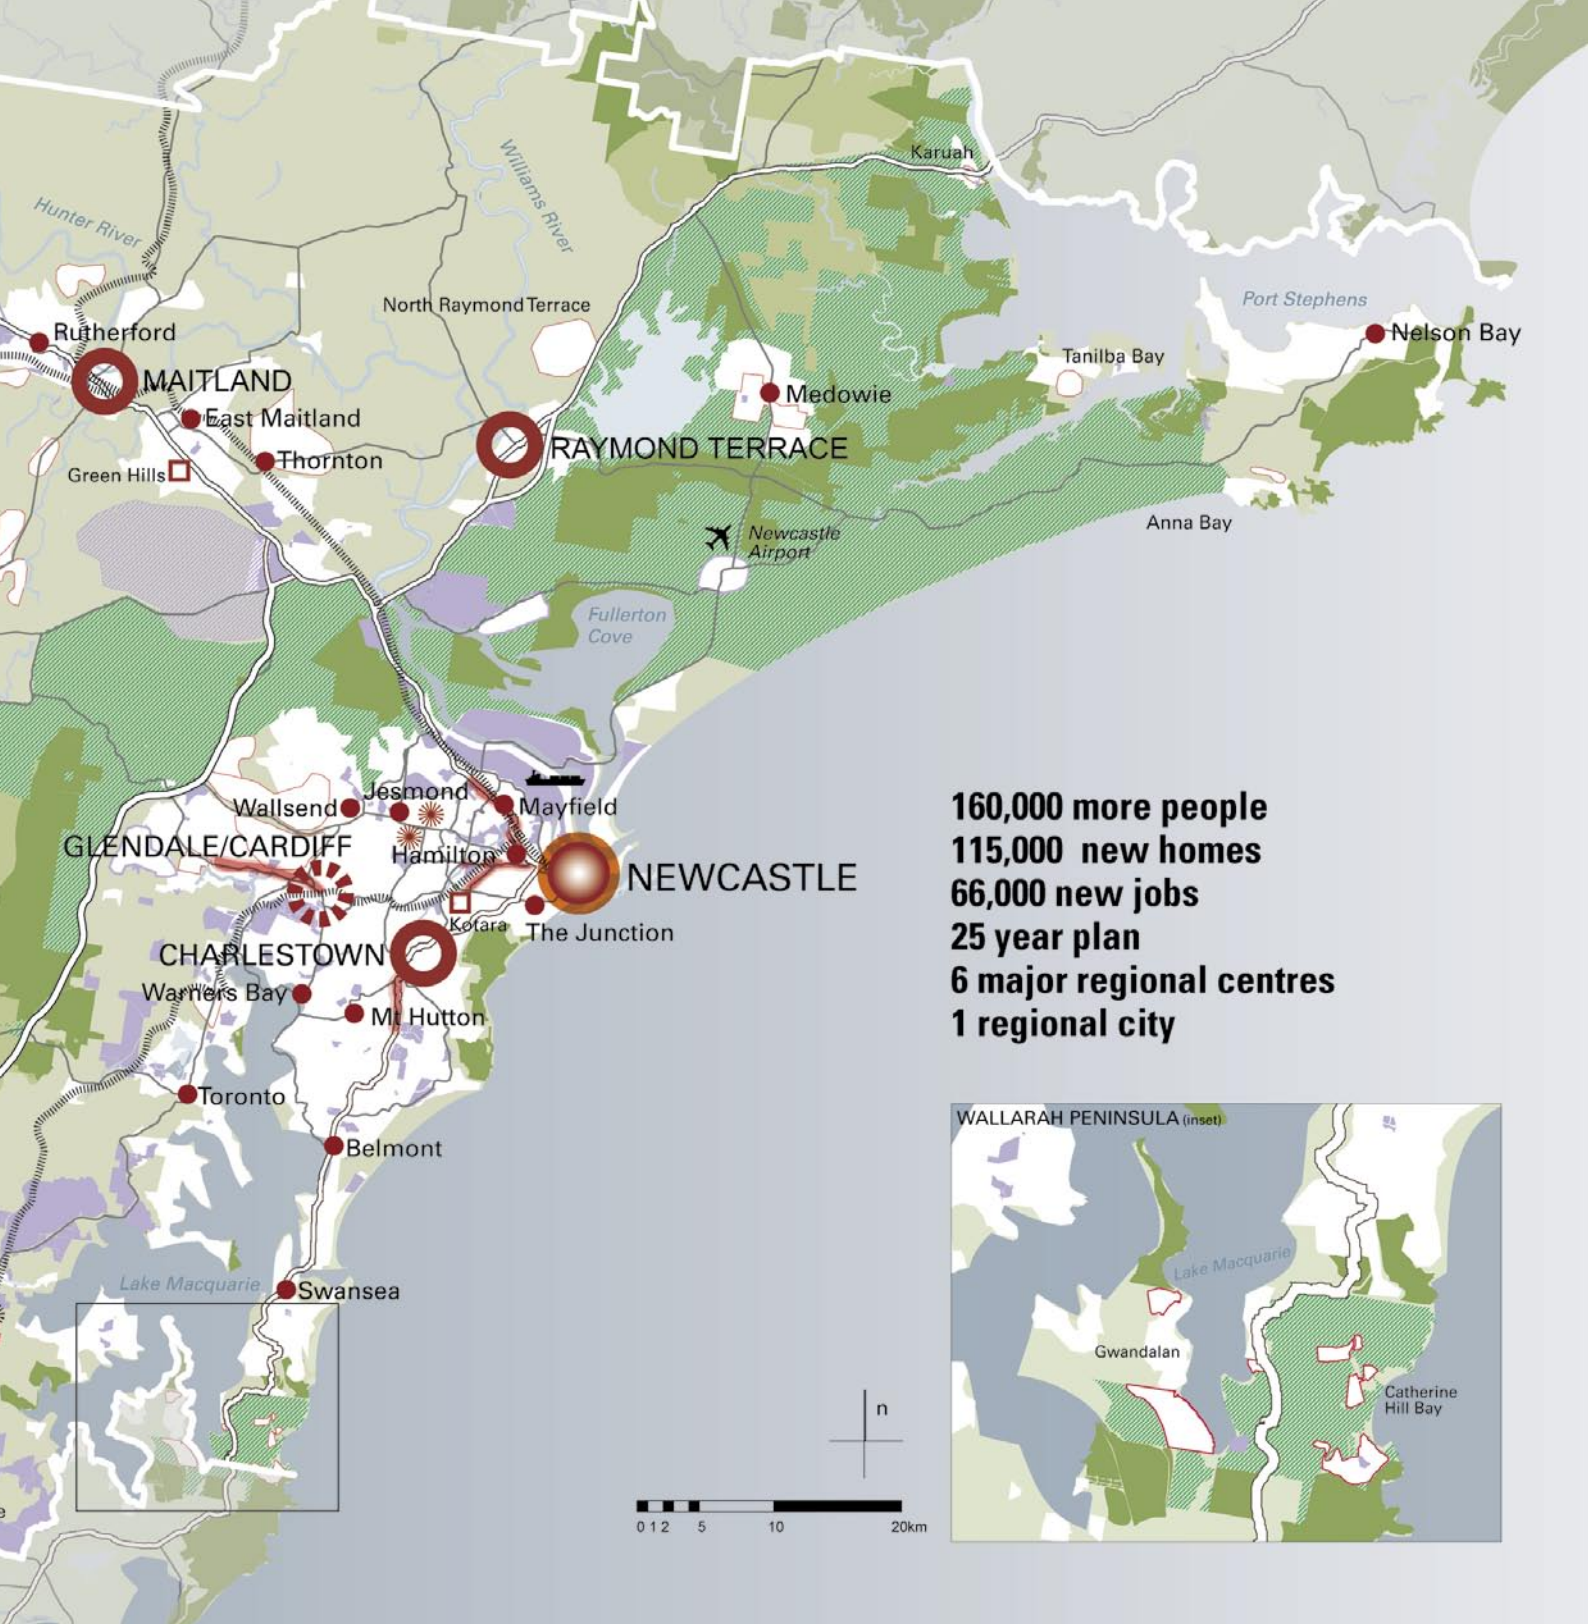 Karuah
Williams River
Hunter River
Port Stephens
North Raymond Terrace
Rutherford
Nelson Bay
Tanilba Bay
MAITLAND
Medowie
East Maitland
RAYMOND TERRACE
Thornton
Green Hills
Anna Bay
Newcastle
Airport
Fullerton
Cove
Jesmond
Wallsend
Mayfield
160,000 more people
GLENDALE/CARDIFF
Hamilton
115,000 new homes
NEWCASTLE
66,000 new jobs
Kotara
The Junction
25 year plan
CHARLESTOWN
6 major regional centres
Warners Bay
Mt Hutton
1 regional city
Toronto
WALLARAH PENINSULA (inset)
Belmont
Lake Macquarie
Lake Macquarie
Swansea
Gwandalan
Catherine
Hill Bay
n
0 1 2 5 10 20km